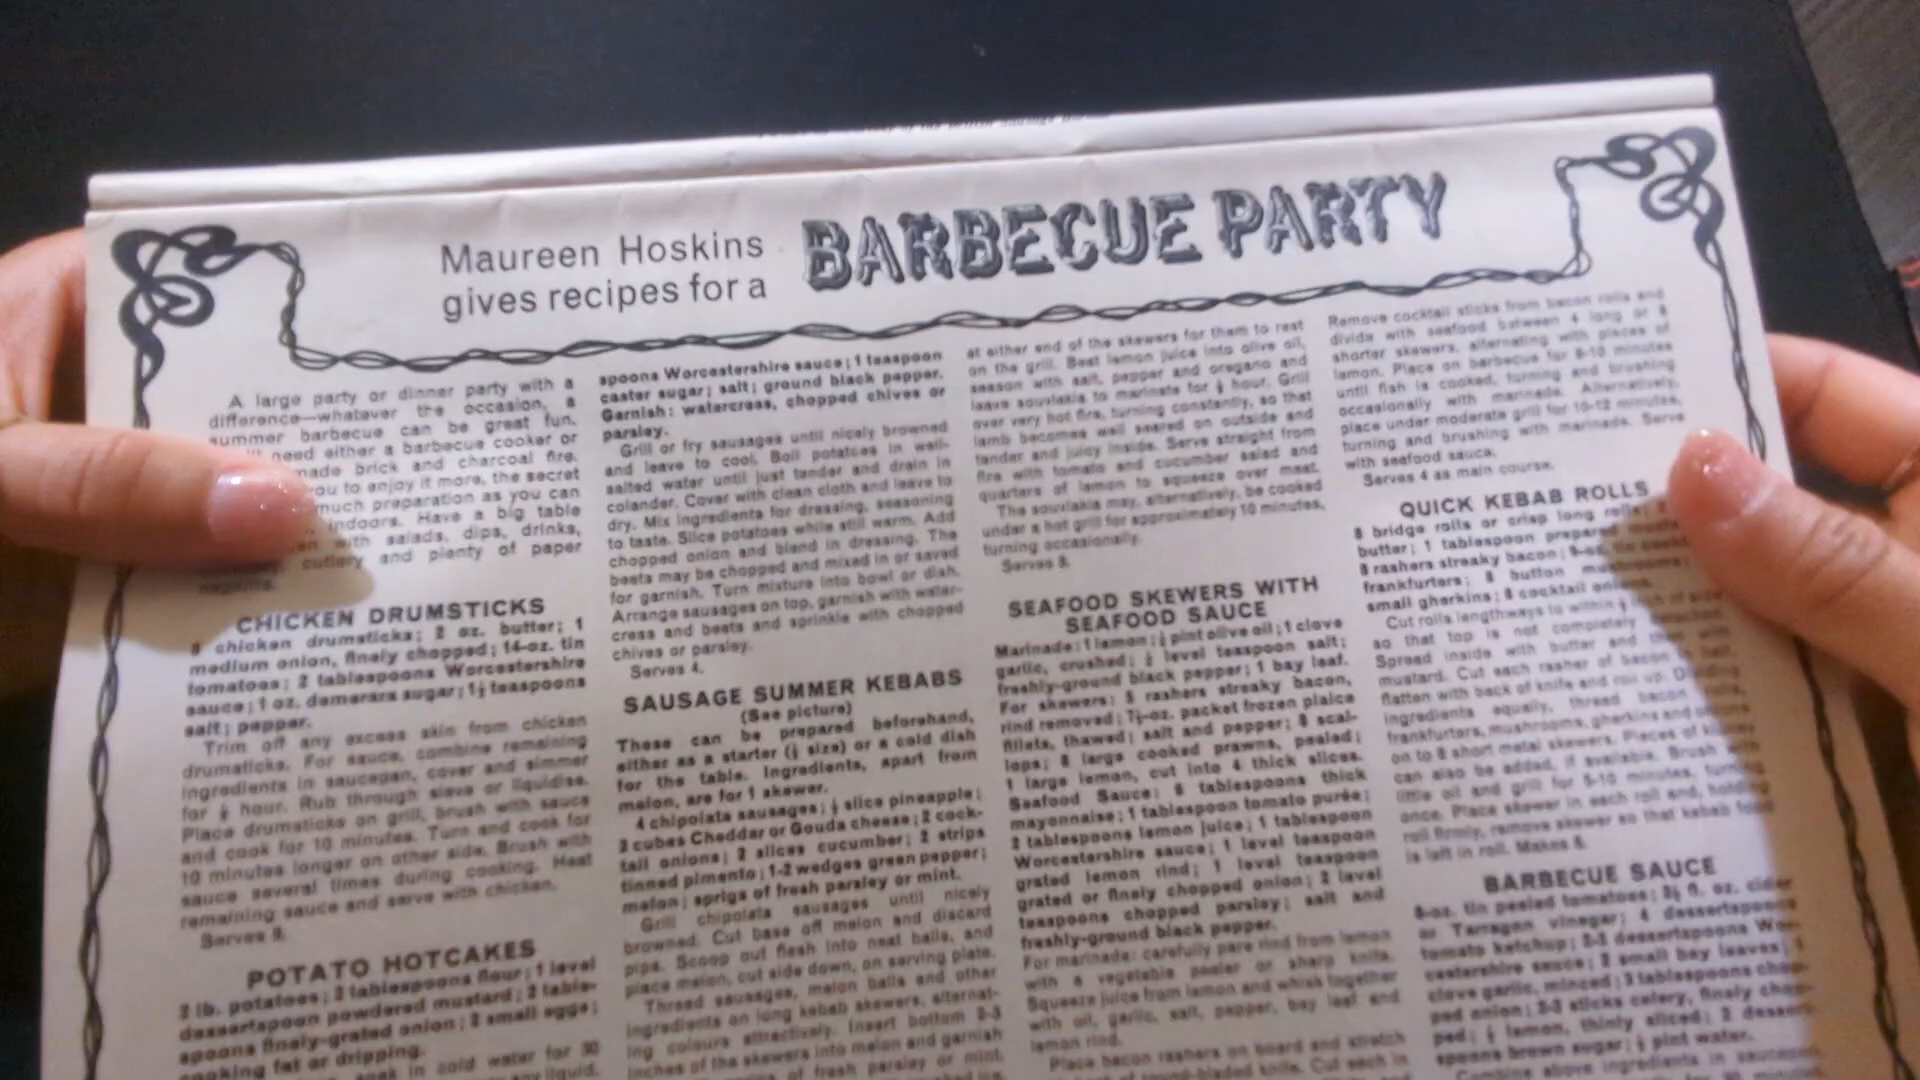 Maureen Hoskins
gives recipes for a
BARBECUE PARTY
A large party or dinner party with a
difference—whatever the occasion, a
summer barbecue can be great fun.
need either a barbecue cooker or
made brick and charcoal fire.
you to enjoy it more, the secret
much preparation as you can
indoors. Have a big table
with salads, dips, drinks,
cutlery and plenty of paper
napkins.
CHICKEN DRUMSTICKS
8 chicken drumsticks; 2 oz. butter; 1
medium onion, finely chopped; 14-oz. tin
tomatoes; 2 tablespoons Worcestershire
sauce; 1 oz. demerara sugar; 1½ teaspoons
salt; pepper.
Trim off any excess skin from chicken
drumsticks. For sauce, combine remaining
ingredients in saucepan, cover and simmer
for ½ hour. Rub through sieve or liquidise.
Place drumsticks on grill, brush with sauce
and cook for 10 minutes. Turn and cook for
10 minutes longer on other side. Brush with
sauce several times during cooking. Heat
remaining sauce and serve with chicken.
Serves
POTATO HOTCAKES
2 lb. potatoes; 2 tablespoons flour; 1 level
dessertspoon powdered mustard; 2 table-
spoons finely-grated onion; 2 small eggs;
cooking fat or dripping.
in cold water for 30
any liquid.
spoons Worcestershire sauce; 1 teaspoon
caster sugar; salt; ground black pepper.
Garnish: watercress, chopped chives or
parsley.
Grill or fry sausages until nicely browned
and leave to cool. Boil potatoes in well-
salted water until just tender and drain in
colander. Cover with clean cloth and leave to
dry. Mix ingredients for dressing, seasoning
to taste. Slice potatoes while still warm. Add
chopped onion and blend in dressing. The
beets may be chopped and mixed in or saved
for garnish. Turn mixture into bowl or dish.
Arrange sausages on top, garnish with water-
cress and beets and sprinkle with chopped
chives or parsley.
Serves 4.
SAUSAGE SUMMER KEBABS
(See picture)
These can be prepared beforehand,
either as a starter (½ size) or a cold dish
for the table. Ingredients, apart from
melon, are for 1 skewer.
4 chipolata sausages; slice pineapple;
2 cubes Cheddar or Gouda cheese; 2 cock-
tail onions; 2 slices cucumber; 2 strips
tinned pimento; 1-2 wedges green pepper;
melon; sprigs of fresh parsley or mint.
Grill chipolata sausages until nicely
browned. Cut base off melon and discard
pips. Scoop out flesh into neat balls, and
place melon, cut side down, on serving plate.
Thread sausages, melon balls and other
ingredients on long kebab skewers, alternat-
ing colours attractively. Insert bottom 2-3
inches of the skewers into melon and garnish
of fresh parsley or mint.
at either end of the skewers for them to rest
on the grill. Beat lemon juice into olive oil,
season with salt, pepper and oregano and
leave souvlakia to marinate for ½ hour. Grill
over very hot fire, turning constantly, so that
lamb becomes well seared on outside and
tender and juicy inside. Serve straight from
fire with tomato and cucumber salad and
quarters of lemon to squeeze over meat.
The souvlakia may, alternatively, be cooked
under a hot grill for approximately 10 minutes,
turning occasionally.
Serves 8.
SEAFOOD SKEWERS WITH
SEAFOOD SAUCE
Marinade: 1 lemon; pint olive oil; 1 clove
garlic, crushed; ½ level teaspoon salt;
freshly-ground black pepper; 1 bay leaf.
For skewers: 8 rashers streaky bacon,
rind removed; 7½-oz. packet frozen plaice
fillets, thawed; salt and pepper; 8 scal-
lops; 8 large cooked prawns, peeled;
1 large lemon, cut into 4 thick slices.
Seafood Sauce: 8 tablespoons thick
mayonnaise; 1 tablespoon tomato purée;
2 tablespoons lemon juice; 1 tablespoon
Worcestershire sauce; 1 level teaspoon
grated lemon rind; 1 level teaspoon
grated or finely chopped onion; 2 level
teaspoons chopped parsley; salt and
freshly-ground black pepper.
For marinade: carefully pare rind from lemon
with a vegetable peeler or sharp knife.
Squeeze juice from lemon and whisk together
with oil, garlic, salt, pepper, bay leaf and
lemon rind.
Place bacon rashers on board and stretch
of round-bladed knife. Cut each in
Remove cocktail sticks from bacon rolls and
divide with seafood between 4 long or 8
shorter skewers, alternating with pieces of
lemon. Place on barbecue for 8-10 minutes
until fish is cooked, turning and brushing
occasionally with marinade. Alternatively,
place under moderate grill for 10-12 minutes,
turning and brushing with marinade. Serve
with seafood sauce.
Serves 4 as main course.
QUICK KEBAB ROLLS
8 bridge rolls or crisp long rolls;
butter; 1 tablespoon prepared mustard;
8 rashers streaky bacon; tin
frankfurters; 8 button mushrooms;
small gherkins; 8 cocktail onions.
Cut rolls lengthways to within inch of side
so that top is not completely
Spread inside with butter and then with
mustard. Cut each rasher of bacon in half,
flatten with back of knife and roll up. Dividing
ingredients equally, thread bacon rolls,
frankfurters, mushrooms, gherkins and onions
on to 8 short metal skewers. Pieces of kidney
can also be added, if available. Brush with
little oil and grill for 5-10 minutes, turning
once. Place skewer in each roll and, holding
roll firmly, remove skewer so that kebab food
is left in roll. Makes 8.
BARBECUE SAUCE
8-oz. tin peeled tomatoes; 2½ fl. oz. cider
or Tarragon vinegar; 4 dessertspoons
tomato ketchup; 2-3 dessertspoons Wor-
cestershire sauce; 2 small bay leaves; 1
clove garlic, minced; 3 tablespoons chop-
ped onion; 2-3 sticks celery, finely chop-
ped; ½ lemon, thinly sliced; 2 dessert-
spoons brown sugar; pint water.
Combine above ingredients in saucepan,